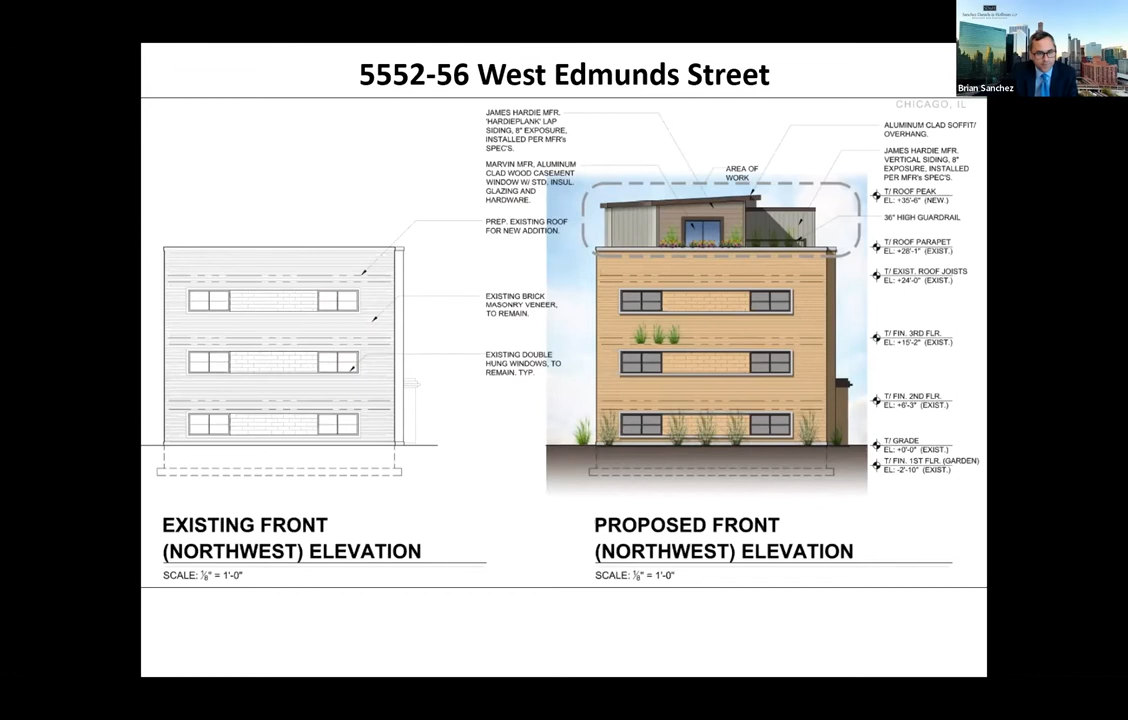 Sanchez Daniels & Hoffman LLP
Brian Sanchez
5552-56 West Edmunds Street
CHICAGO, IL
JAMES HARDIE MFR.
'HARDIEPLANK' LAP
SIDING, 8" EXPOSURE,
INSTALLED PER MFR's
SPEC'S.
MARVIN MFR, ALUMINUM
CLAD WOOD CASEMENT
WINDOW W/ STD. INSUL.
GLAZING AND
HARDWARE.
PREP. EXISTING ROOF
FOR NEW ADDITION.
EXISTING BRICK
MASONRY VENEER,
TO REMAIN.
EXISTING DOUBLE
HUNG WINDOWS, TO
REMAIN. TYP.
AREA OF
WORK
ALUMINUM CLAD SOFFIT/
OVERHANG.
JAMES HARDIE MFR.
VERTICAL SIDING, 8"
EXPOSURE, INSTALLED
PER MFR's SPEC'S.
T/ ROOF PEAK
EL: +35'-6" (NEW.)
36" HIGH GUARDRAIL
T/ ROOF PARAPET
EL: +28'-1" (EXIST.)
T/ EXIST. ROOF JOISTS
EL: +24'-0" (EXIST.)
T/ FIN. 3RD FLR.
EL: +15'-2" (EXIST.)
T/ FIN. 2ND FLR.
EL: +6'-3" (EXIST.)
T/ GRADE
EL: +0'-0" (EXIST.)
T/ FIN. 1ST FLR. (GARDEN)
EL: -2'-10" (EXIST.)
EXISTING FRONT
(NORTHWEST) ELEVATION
SCALE: ⅛" = 1'-0"
PROPOSED FRONT
(NORTHWEST) ELEVATION
SCALE: ⅛" = 1'-0"